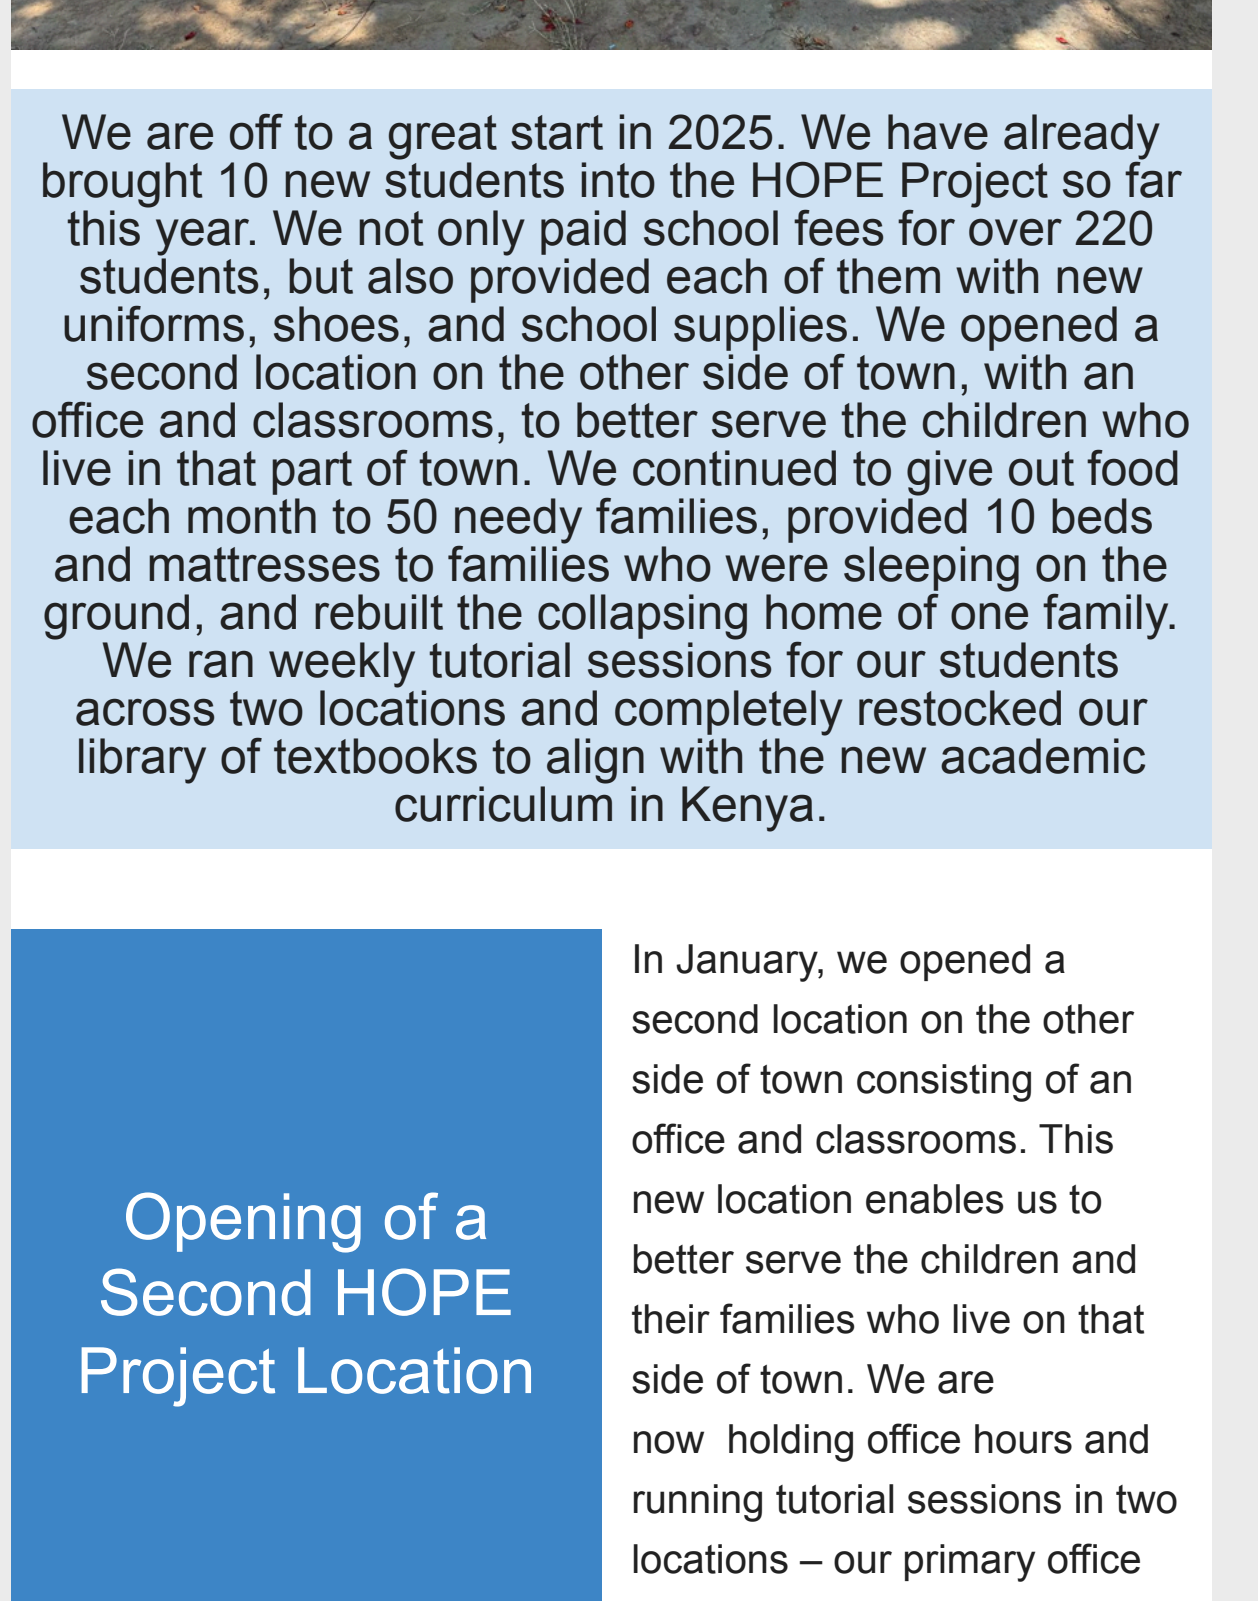 We are off to a great start in 2025. We have already
brought 10 new students into the HOPE Project so far
this year. We not only paid school fees for over 220
students, but also provided each of them with new
uniforms, shoes, and school supplies. We opened a
second location on the other side of town, with an
office and classrooms, to better serve the children who
live in that part of town. We continued to give out food
each month to 50 needy families, provided 10 beds
and mattresses to families who were sleeping on the
ground, and rebuilt the collapsing home of one family.
We ran weekly tutorial sessions for our students
across two locations and completely restocked our
library of textbooks to align with the new academic
curriculum in Kenya.
Opening of a
Second HOPE
Project Location
In January, we opened a
second location on the other
side of town consisting of an
office and classrooms. This
new location enables us to
better serve the children and
their families who live on that
side of town. We are
now  holding office hours and
running tutorial sessions in two
locations – our primary office